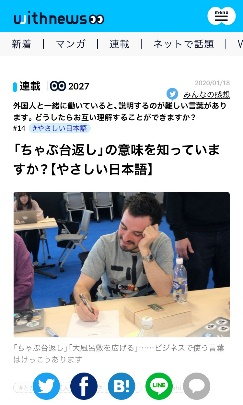 withnews
menu
新着 | マンガ | 連載 | ネットで話題 |
連載 2027
2020/01/18
みんなの感想
外国人と一緒に働いていると、説明するのが難しい言葉があり
ます。どうしたらお互い理解することができますか?
#14 #やさしい日本語
「ちゃぶ台返し」の意味を知っていま
すか?【やさしい日本語】
「ちゃぶ台返し」「大風呂敷を広げる」……ビジネスで使う言葉
はけっこうあります
B!
LINE